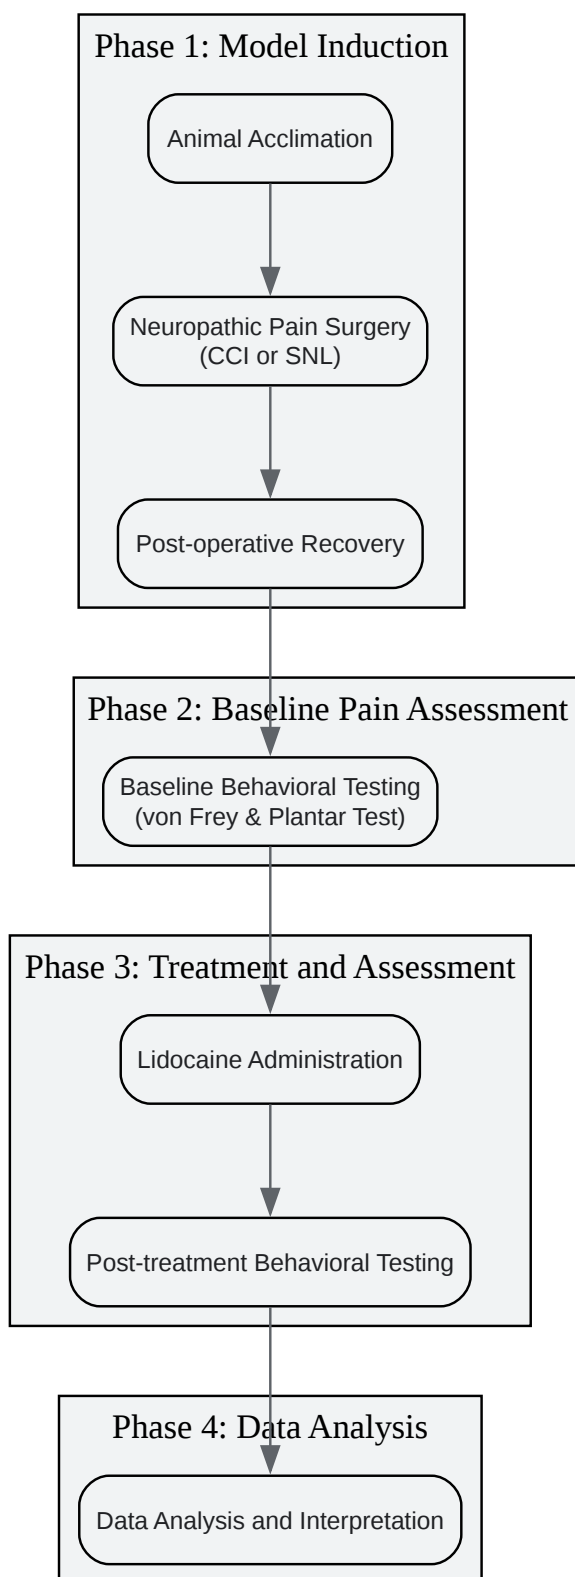 Phase 1: Model Induction
Animal Acclimation
Neuropathic Pain Surgery
(CCI or SNL)
Post-operative Recovery
Phase 2: Baseline Pain Assessment
Baseline Behavioral Testing
(von Frey & Plantar Test)
Phase 3: Treatment and Assessment
Lidocaine Administration
Post-treatment Behavioral Testing
Phase 4: Data Analysis
Data Analysis and Interpretation